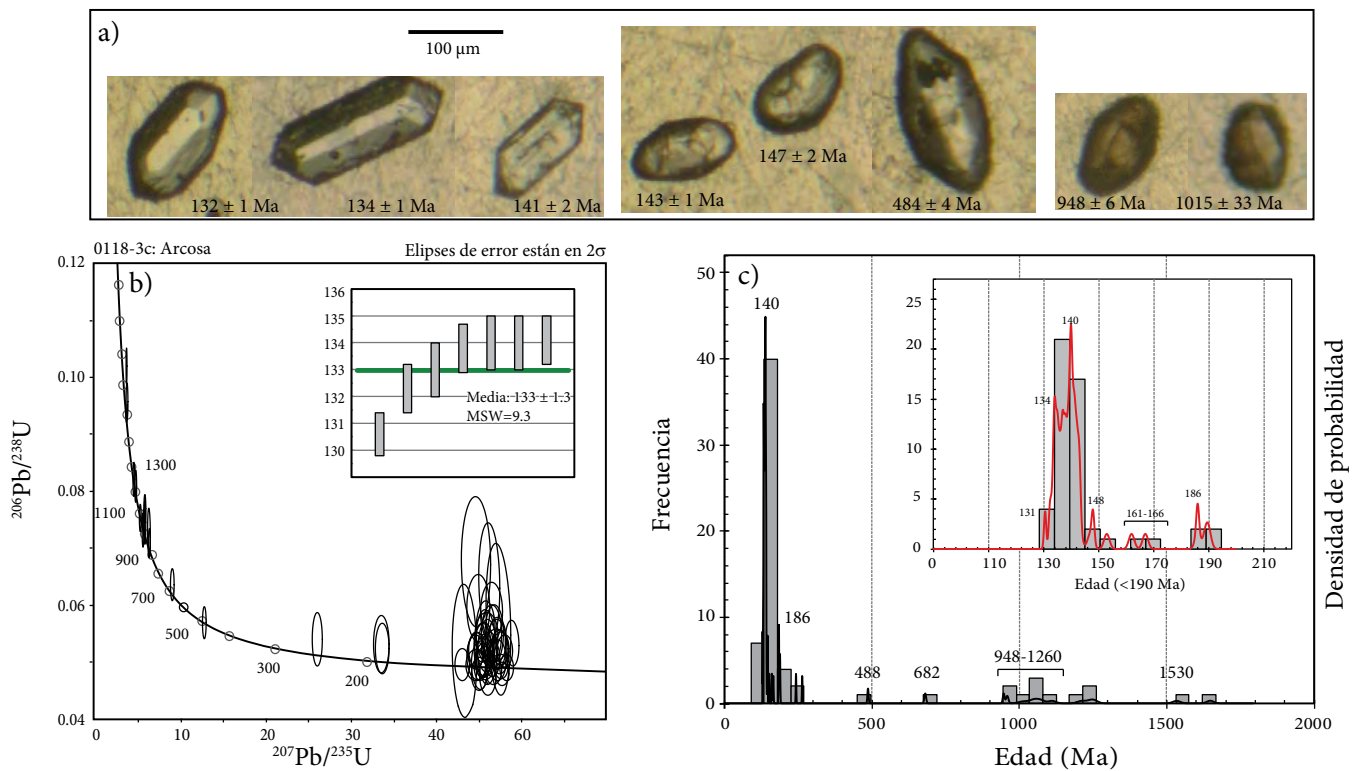 a)
100 µm
132 ± 1 Ma
134 ± 1 Ma
141 ± 2 Ma
143 ± 1 Ma
147 ± 2 Ma
484 ± 4 Ma
948 ± 6 Ma
1015 ± 33 Ma
0118-3c: Arcosa
Elipses de error están en 2σ
b)
0.12
0.10
0.08
0.06
0.04
206Pb/238U
1300
1100
900
700
500
300
200
0
10
20
30
40
50
60
207Pb/235U
136
135
134
133
132
131
130
Media: 133 ± 1.3
MSW=9.3
c)
50
40
30
20
10
0
Frecuencia
140
186
488
682
948-1260
1530
0
500
1000
1500
2000
Edad (Ma)
Densidad de probabilidad
25
20
15
10
5
0
131
134
140
148
161-166
186
0
110
130
150
170
190
210
Edad (<190 Ma)